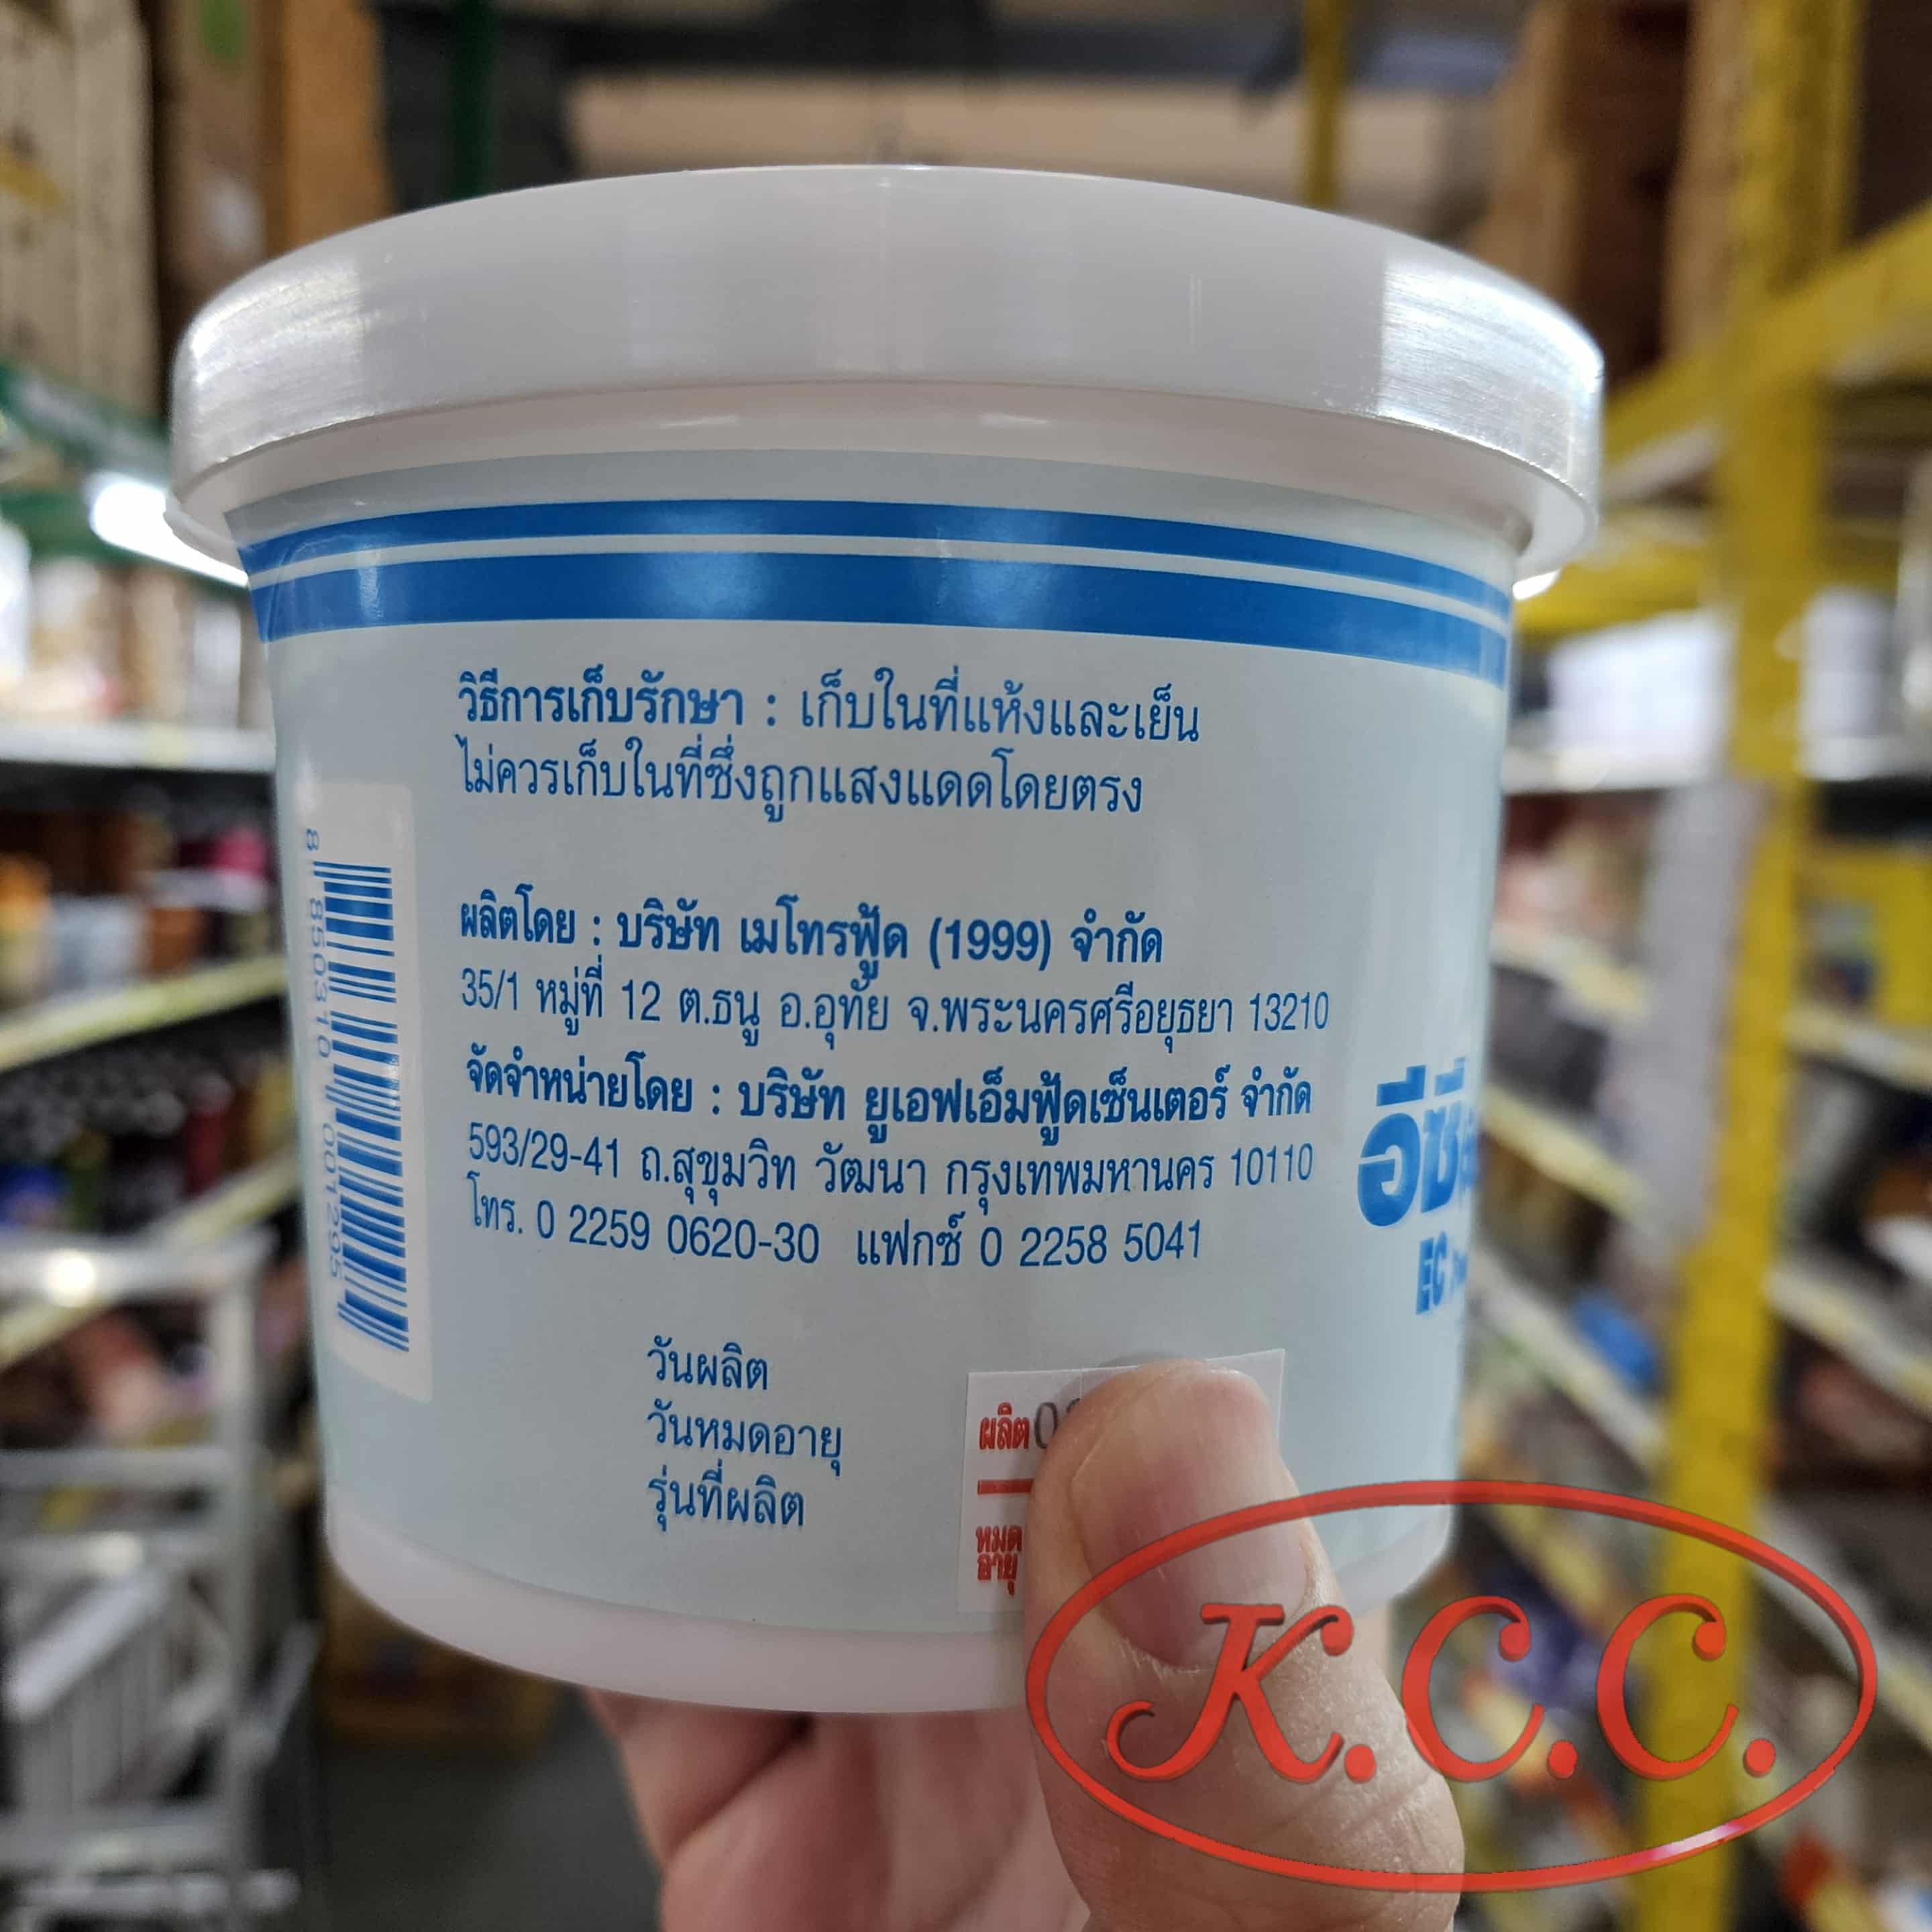 วิธีการเก็บรักษา : เก็บในที่แห้งและเย็น
ไม่ควรเก็บในที่ซึ่งถูกแสงแดดโดยตรง
ผลิตโดย : บริษัท เมโทรฟู้ด (1999) จำกัด
35/1 หมู่ที่ 12 ต.ธนู อ.อุทัย จ.พระนครศรีอยุธยา 13210
จัดจำหน่ายโดย : บริษัท ยูเอฟเอ็มฟู้ดเซ็นเตอร์ จำกัด
593/29-41 ถ.สุขุมวิท วัฒนา กรุงเทพมหานคร 10110
โทร. 0 2259 0620-30 แฟกซ์ 0 2258 5041
วันผลิต
วันหมดอายุ
รุ่นที่ผลิต
ผลิต
หมด
อายุ
8 850310 001295
EC
K.C.C.